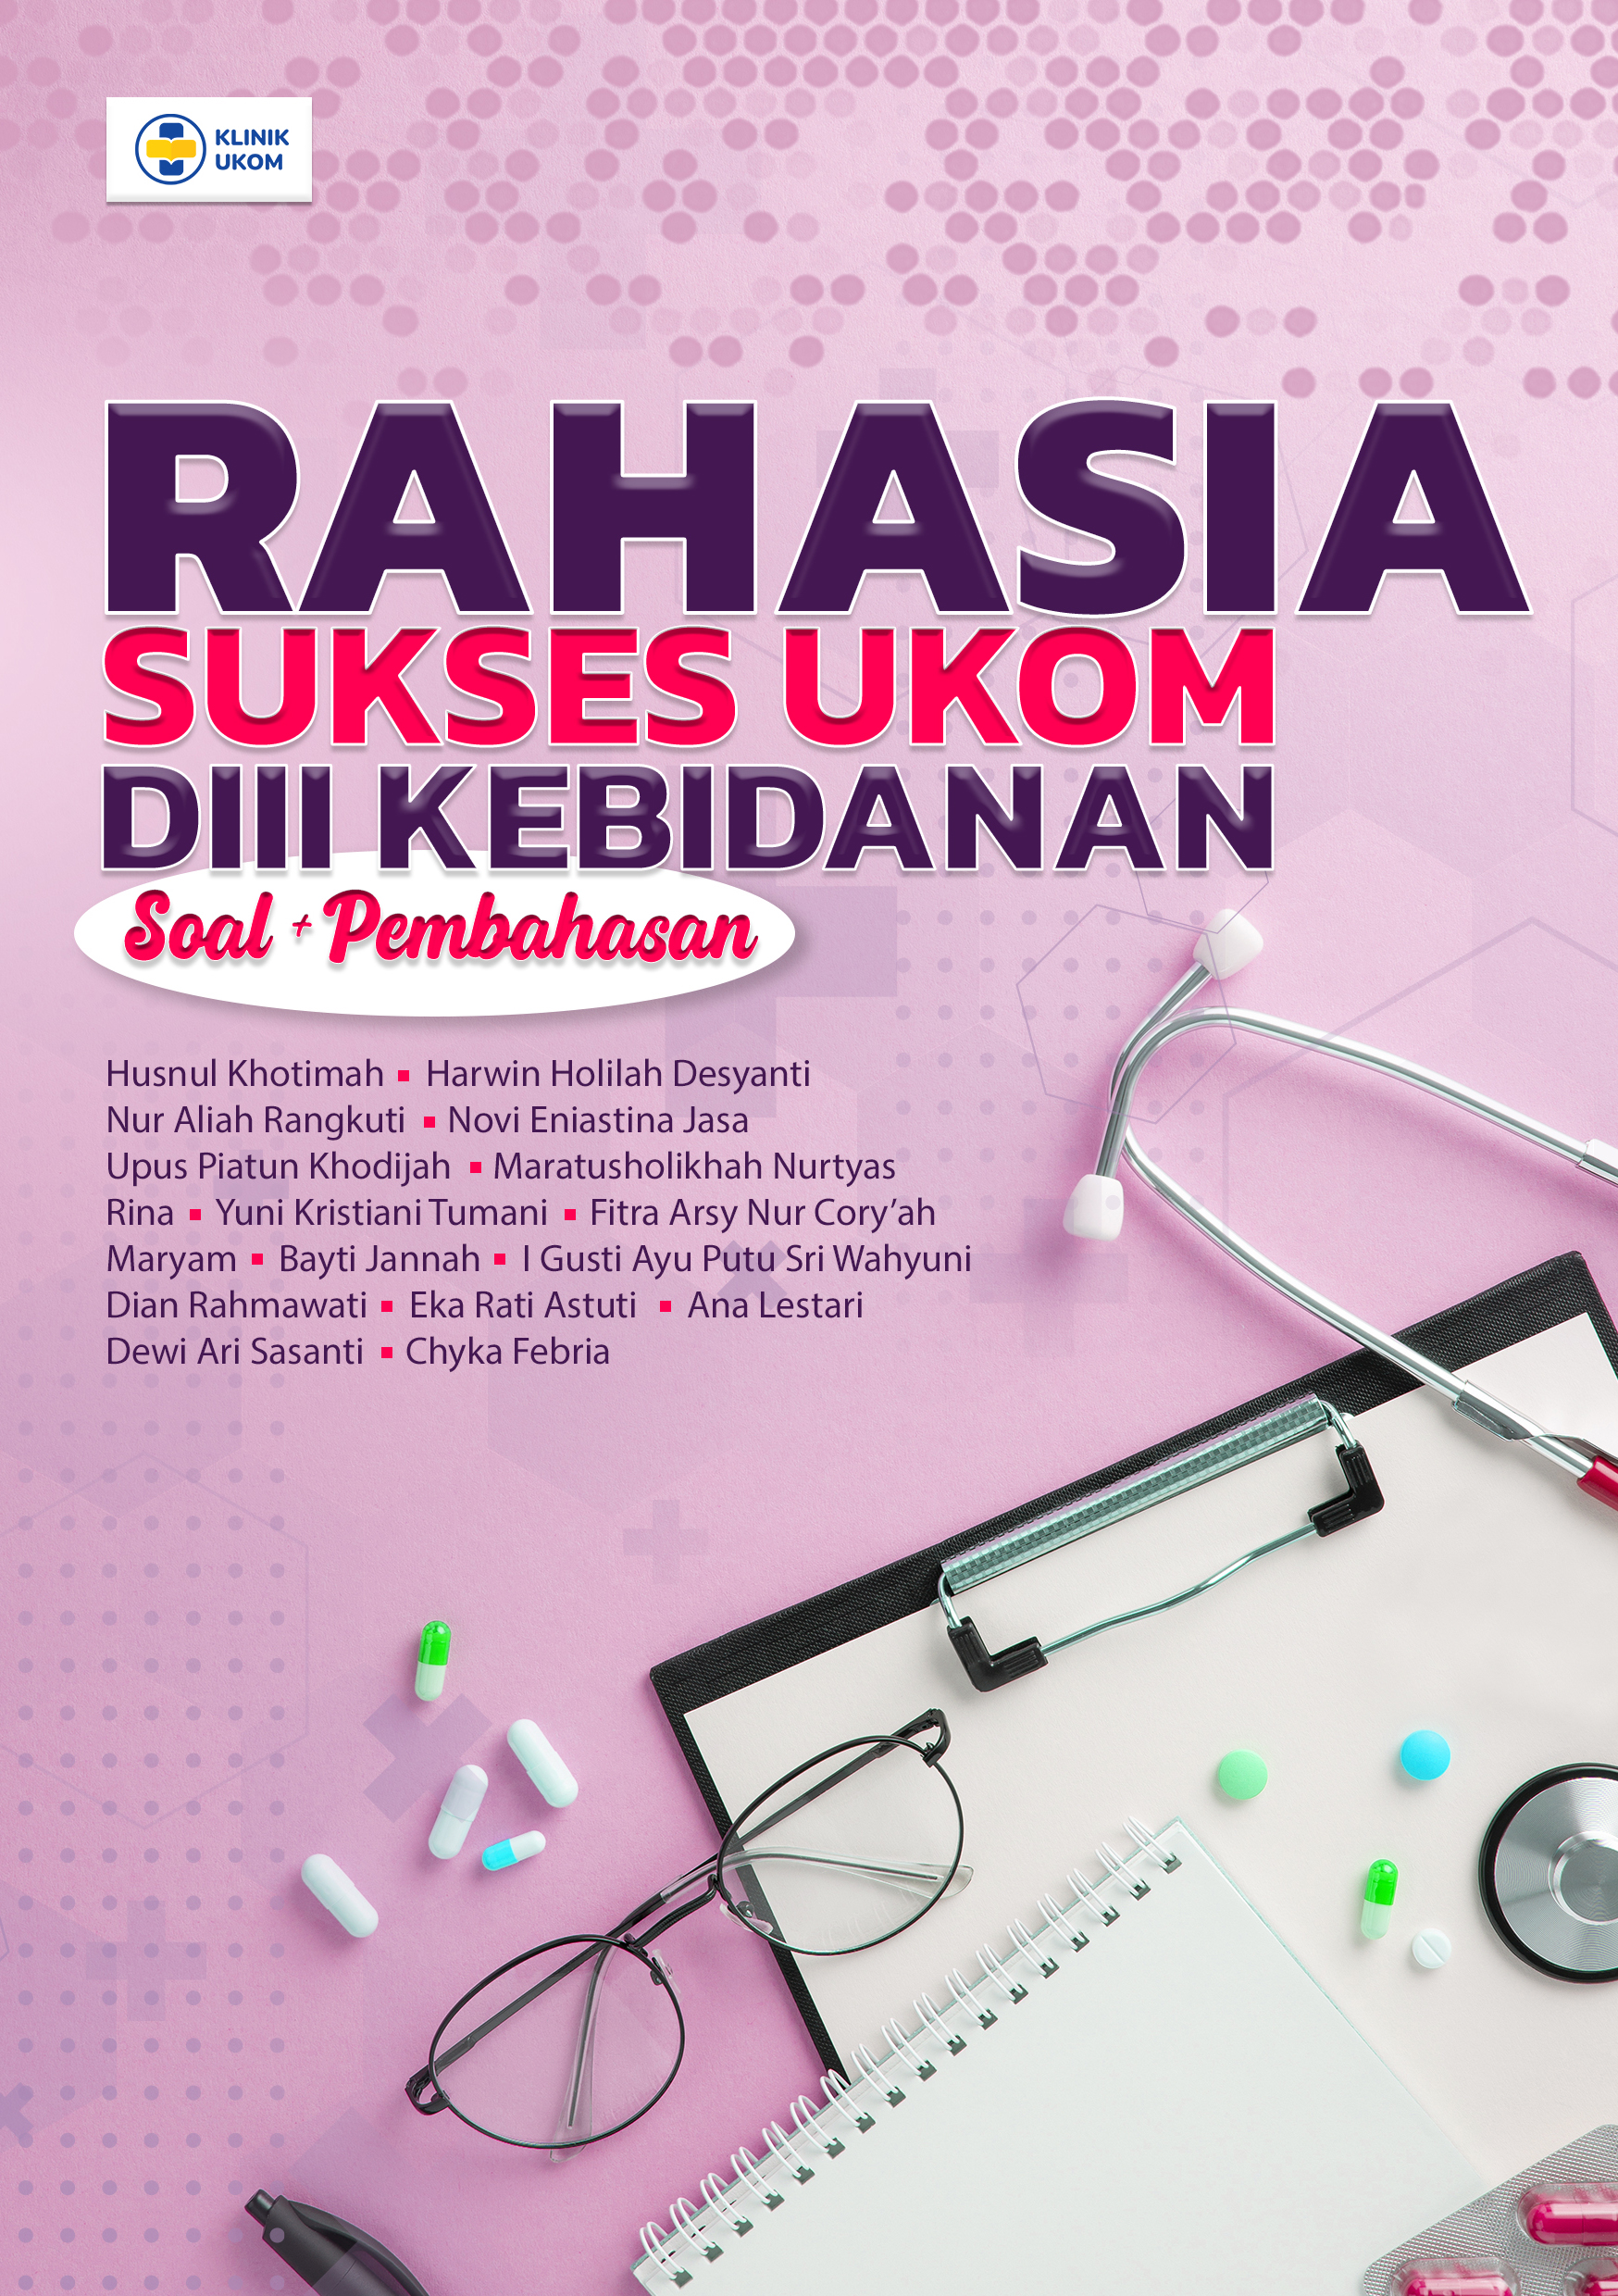 KLINIK
UKOM
RAHASIA
SUKSES UKOM
DIII KEBIDANAN
Soal + Pembahasan
Husnul Khotimah ▪ Harwin Holilah Desyanti
Nur Aliah Rangkuti ▪ Novi Eniastina Jasa
Upus Piatun Khodijah ▪ Maratusholikhah Nurtyas
Rina ▪ Yuni Kristiani Tumani ▪ Fitra Arsy Nur Cory’ah
Maryam ▪ Bayti Jannah ▪ I Gusti Ayu Putu Sri Wahyuni
Dian Rahmawati ▪ Eka Rati Astuti ▪ Ana Lestari
Dewi Ari Sasanti ▪ Chyka Febria